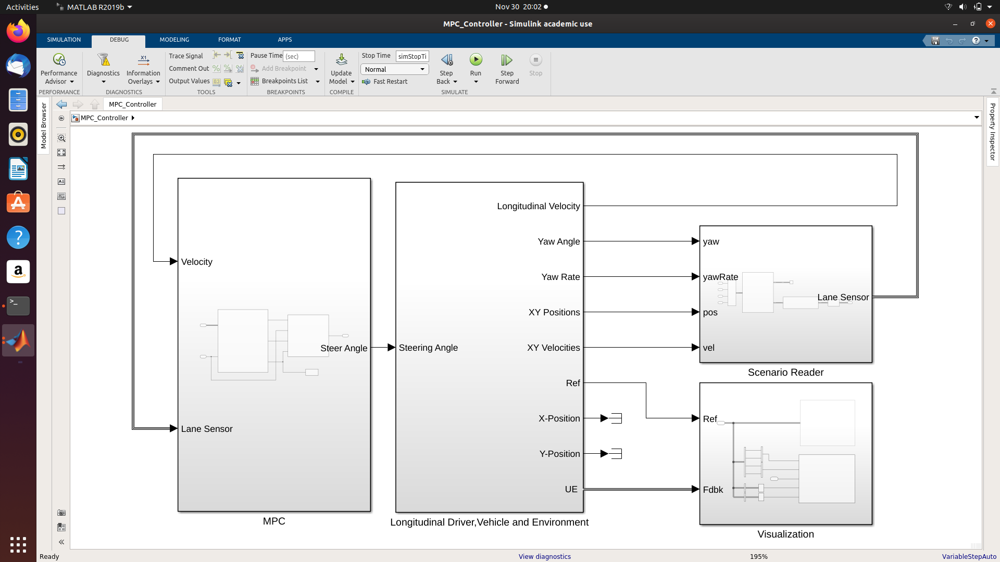 Activities
MATLAB R2019b
Nov 30 20:02
MPC_Controller - Simulink academic use
SIMULATION
DEBUG
MODELING
FORMAT
APPS
?
Performance
Advisor
PERFORMANCE
Diagnostics
Information
Overlays
DIAGNOSTICS
Trace Signal
Comment Out
Output Values
TOOLS
Pause Time (sec)
Add Breakpoint
Breakpoints List
BREAKPOINTS
Update
Model
COMPILE
Stop Time simStopTi
Normal
Fast Restart
Step
Back
Run
Step
Forward
Stop
SIMULATE
Model Browser
MPC_Controller
MPC_Controller
Property Inspector
Velocity
Lane Sensor
Steer Angle
MPC
Steering Angle
Longitudinal Velocity
Yaw Angle
Yaw Rate
XY Positions
XY Velocities
Ref
X-Position
Y-Position
UE
Longitudinal Driver,Vehicle and Environment
yaw
yawRate
pos
vel
Lane Sensor
Scenario Reader
Ref
Fdbk
Visualization
Ready
View diagnostics
195%
VariableStepAuto